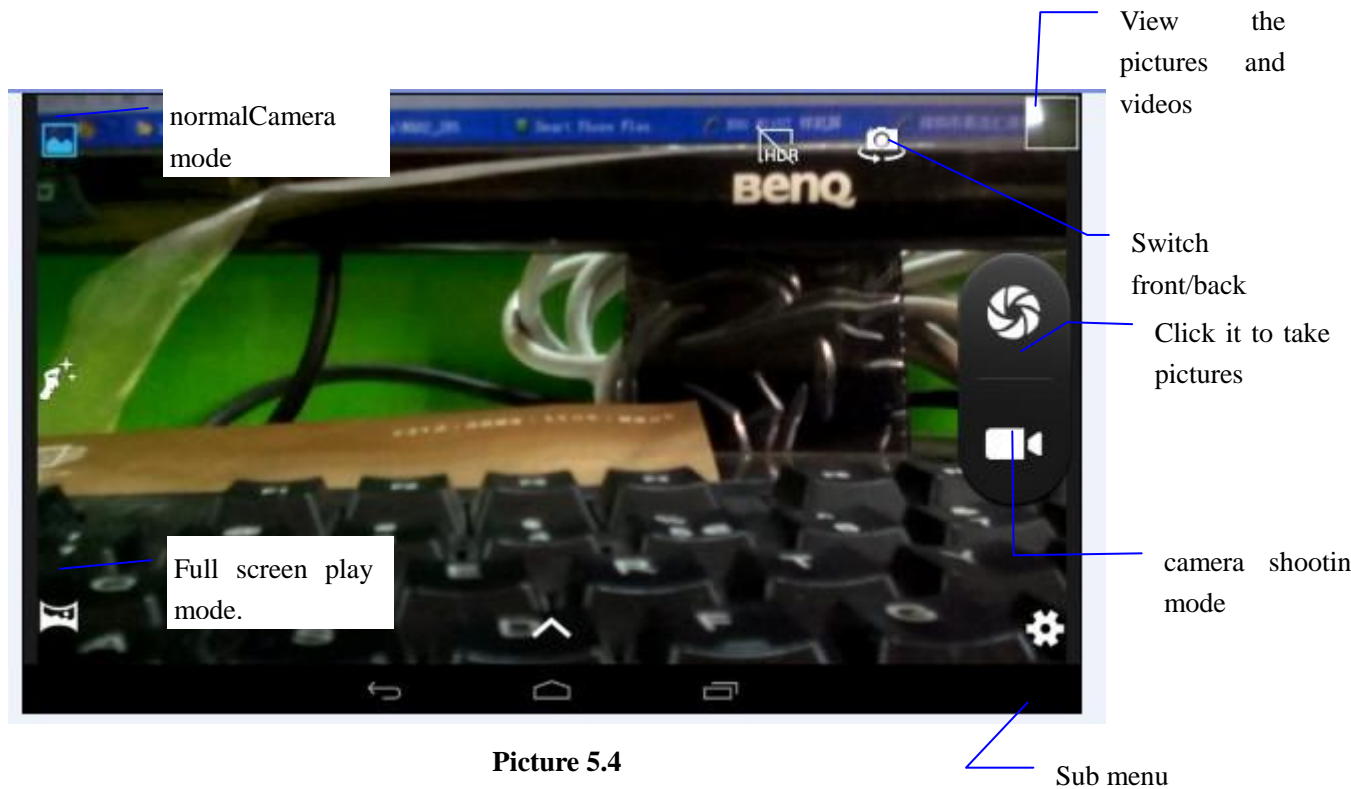 View the
pictures and
videos
normalCamera
mode
HDR
BenQ
Switch
front/back
Click it to take
pictures
camera shootin
mode
Full screen play
mode.
Picture 5.4
Sub menu